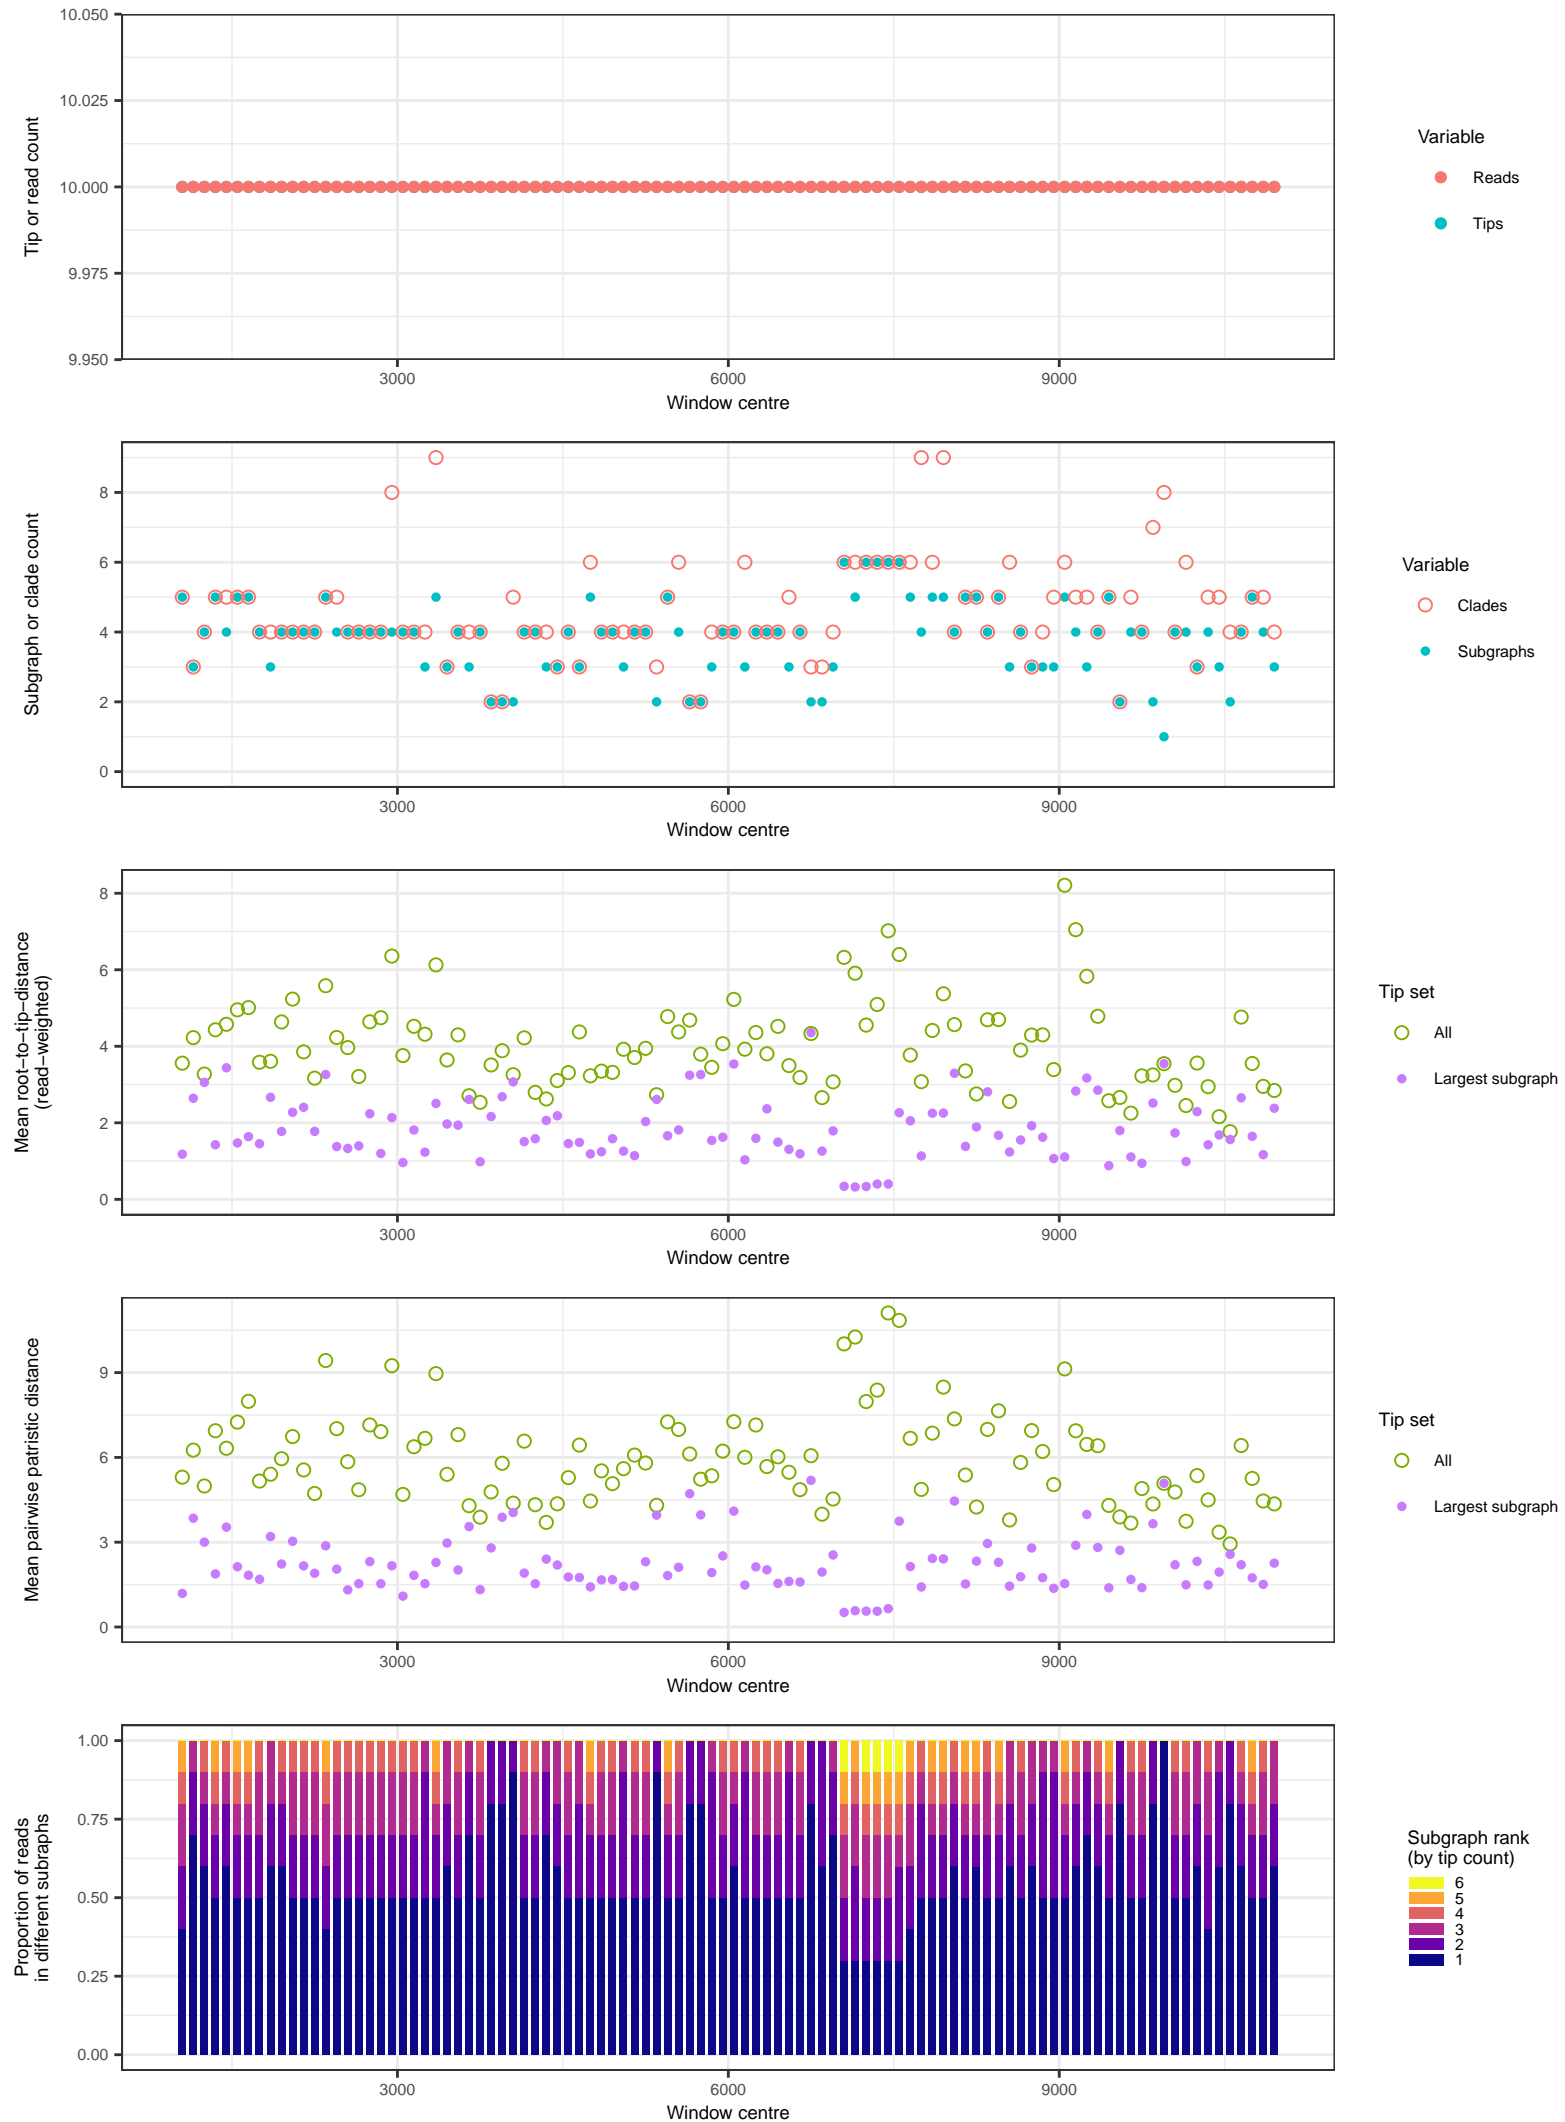 10.050
10.025
10.000
9.975
9.950
Tip or read count
3000
6000
9000
Window centre
Variable
Reads
Tips
8
6
4
2
0
Subgraph or clade count
3000
6000
9000
Window centre
Variable
Clades
Subgraphs
8
6
4
2
0
Mean root−to−tip−distance
(read−weighted)
3000
6000
9000
Window centre
Tip set
All
Largest subgraph
9
6
3
0
Mean pairwise patristic distance
3000
6000
9000
Window centre
Tip set
All
Largest subgraph
1.00
0.75
0.50
0.25
0.00
Proportion of reads
in different subraphs
3000
6000
9000
Window centre
Subgraph rank
(by tip count)
6
5
4
3
2
1